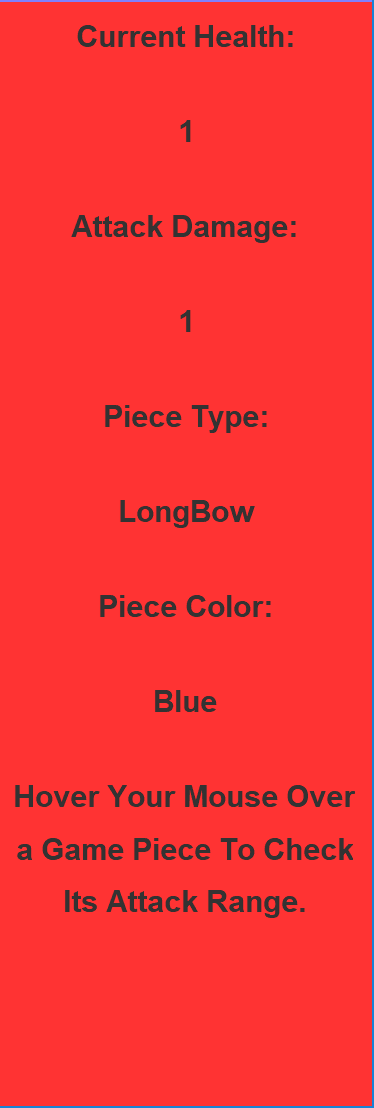 Current Health:
1
Attack Damage:
1
Piece Type:
LongBow
Piece Color:
Blue
Hover Your Mouse Over
a Game Piece To Check
Its Attack Range.